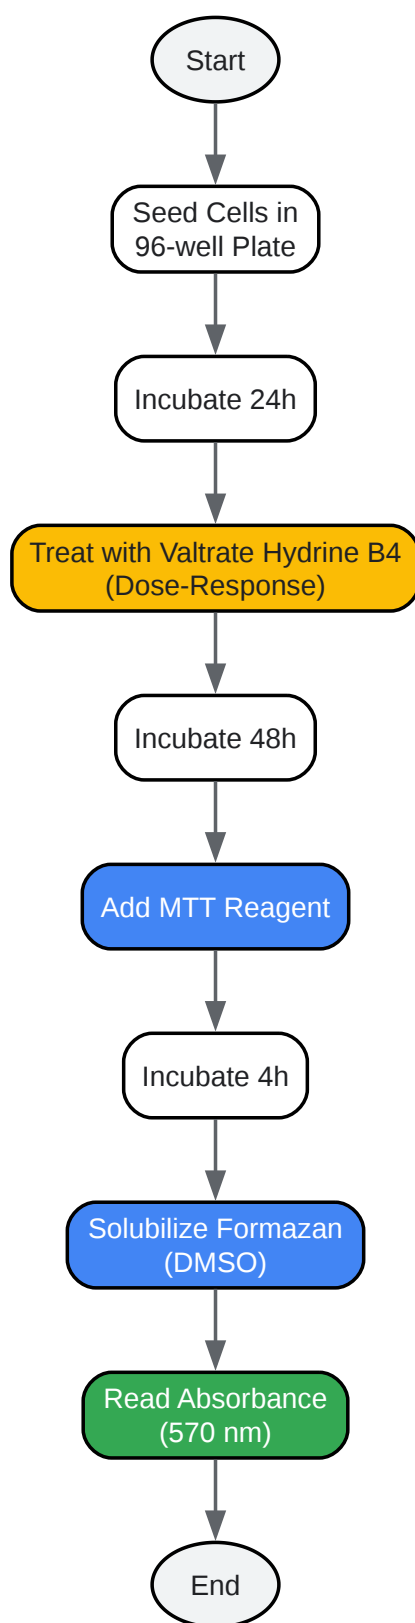 Start
Seed Cells in
96-well Plate
Incubate 24h
Treat with Valtrate Hydrine B4
(Dose-Response)
Incubate 48h
Add MTT Reagent
Incubate 4h
Solubilize Formazan
(DMSO)
Read Absorbance
(570 nm)
End